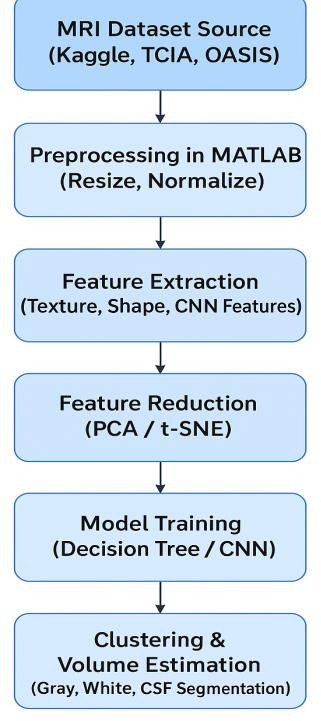 MRI Dataset Source
(Kaggle, TCIA, OASIS)
Preprocessing in MATLAB
(Resize, Normalize)
Feature Extraction
(Texture, Shape, CNN Features)
Feature Reduction
(PCA / t-SNE)
Model Training
(Decision Tree / CNN)
Clustering &
Volume Estimation
(Gray, White, CSF Segmentation)